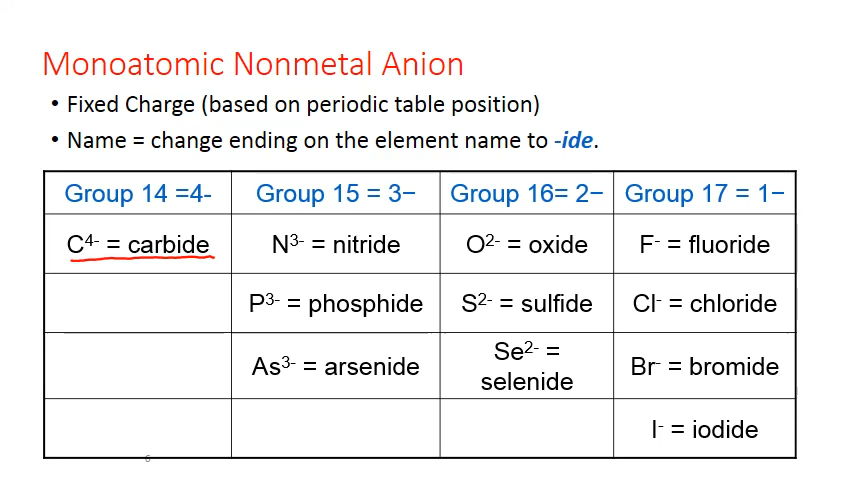 Monoatomic Nonmetal Anion
• Fixed Charge (based on periodic table position)
• Name = change ending on the element name to -ide.
Group 14 =4- Group 15 = 3− Group 16= 2− Group 17 = 1−
C⁴⁻ = carbide N³⁻ = nitride O²⁻ = oxide F⁻ = fluoride
P³⁻ = phosphide S²⁻ = sulfide Cl⁻ = chloride
As³⁻ = arsenide Se²⁻ = selenide Br⁻ = bromide
I⁻ = iodide
6